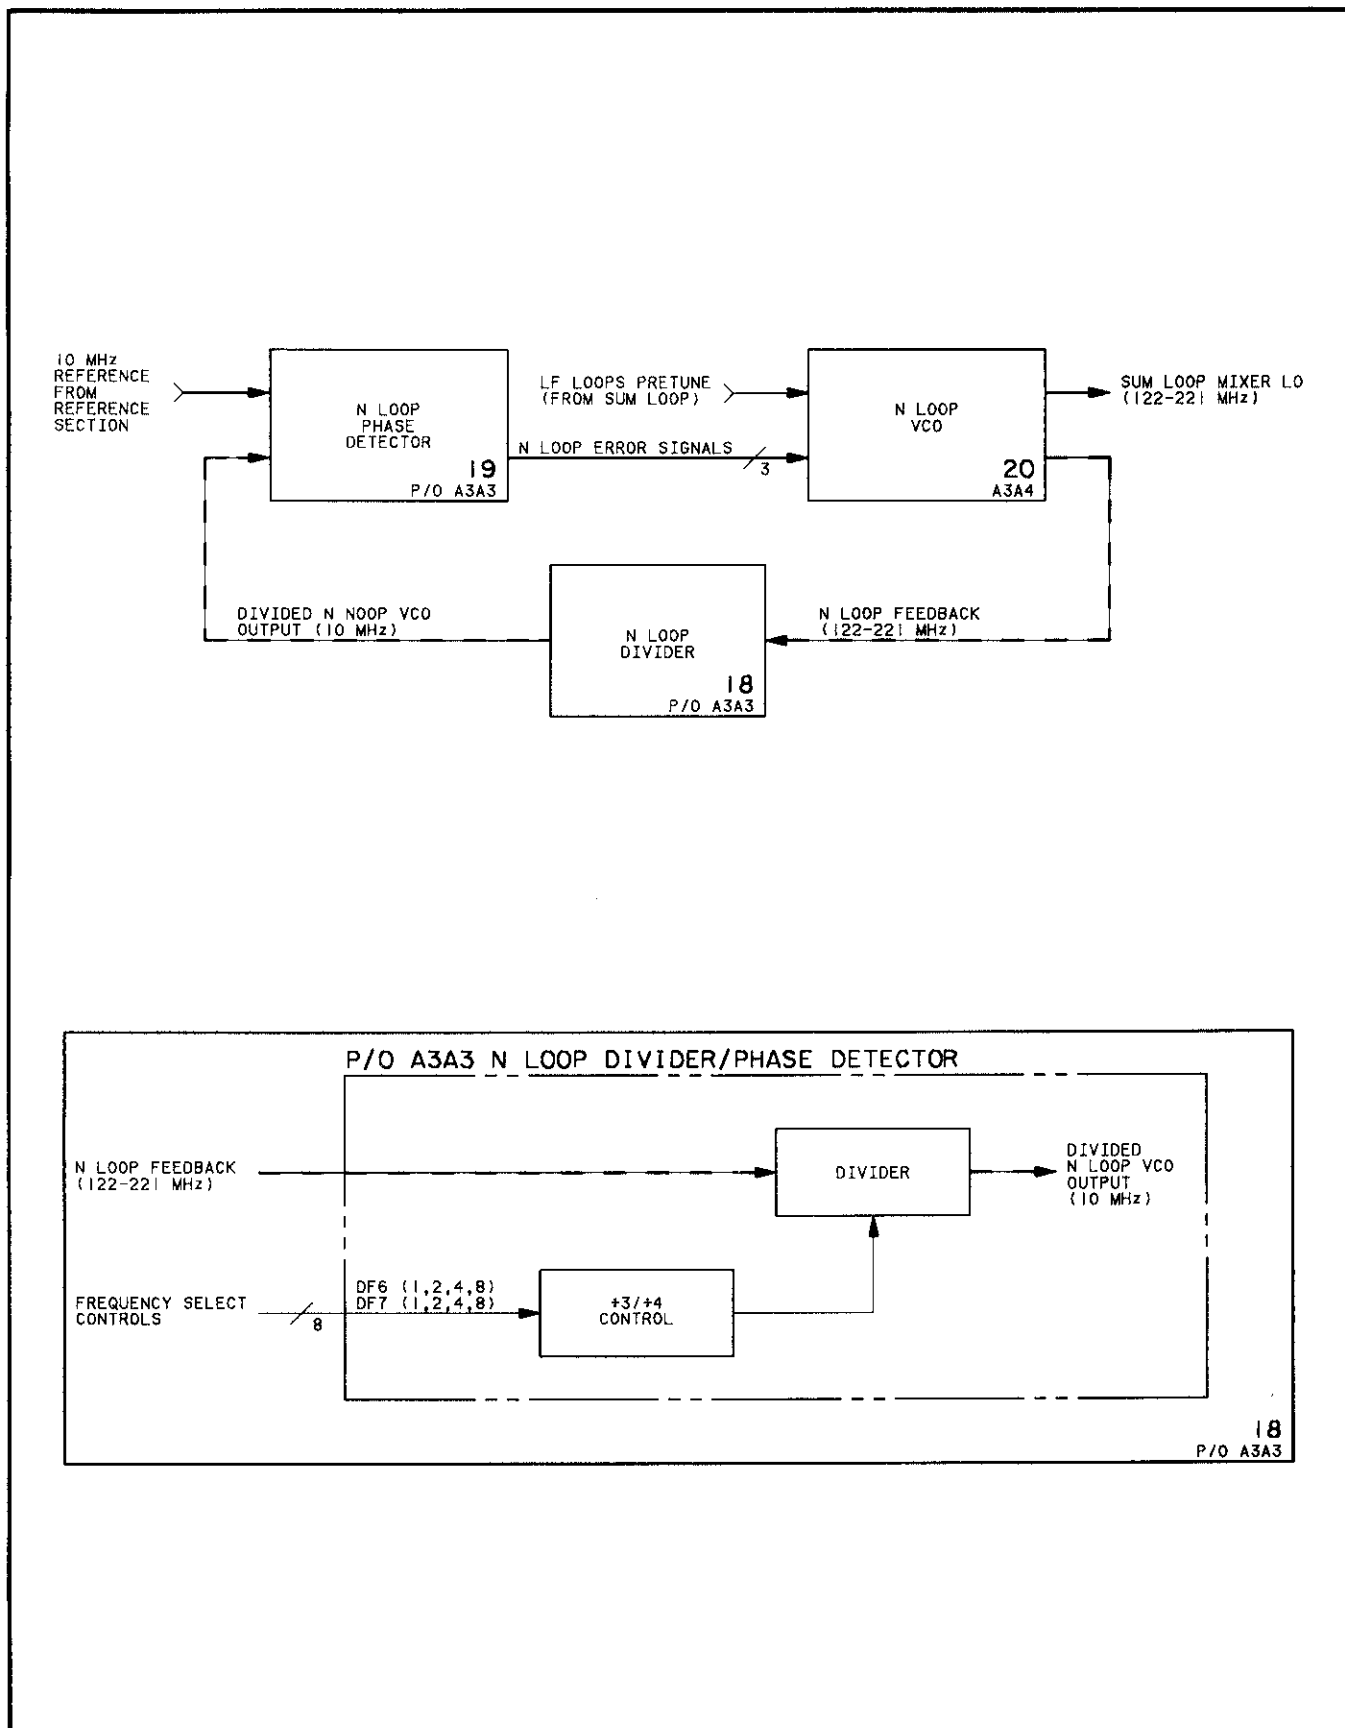 10 MHz
REFERENCE
FROM
REFERENCE
SECTION
N LOOP
PHASE
DETECTOR
19
P/O A3A3
LF LOOPS PRETUNE
(FROM SUM LOOP)
N LOOP ERROR SIGNALS
3
N LOOP
VCO
20
A3A4
SUM LOOP MIXER LO
(122-221 MHz)
DIVIDED N NOOP VCO
OUTPUT (10 MHz)
N LOOP
DIVIDER
18
P/O A3A3
N LOOP FEEDBACK
(122-221 MHz)
P/O A3A3 N LOOP DIVIDER/PHASE DETECTOR
N LOOP FEEDBACK
(122-221 MHz)
DIVIDER
DIVIDED
N LOOP VCO
OUTPUT
(10 MHz)
FREQUENCY SELECT
CONTROLS
8
DF6 (1,2,4,8)
DF7 (1,2,4,8)
+3/+4
CONTROL
18
P/O A3A3